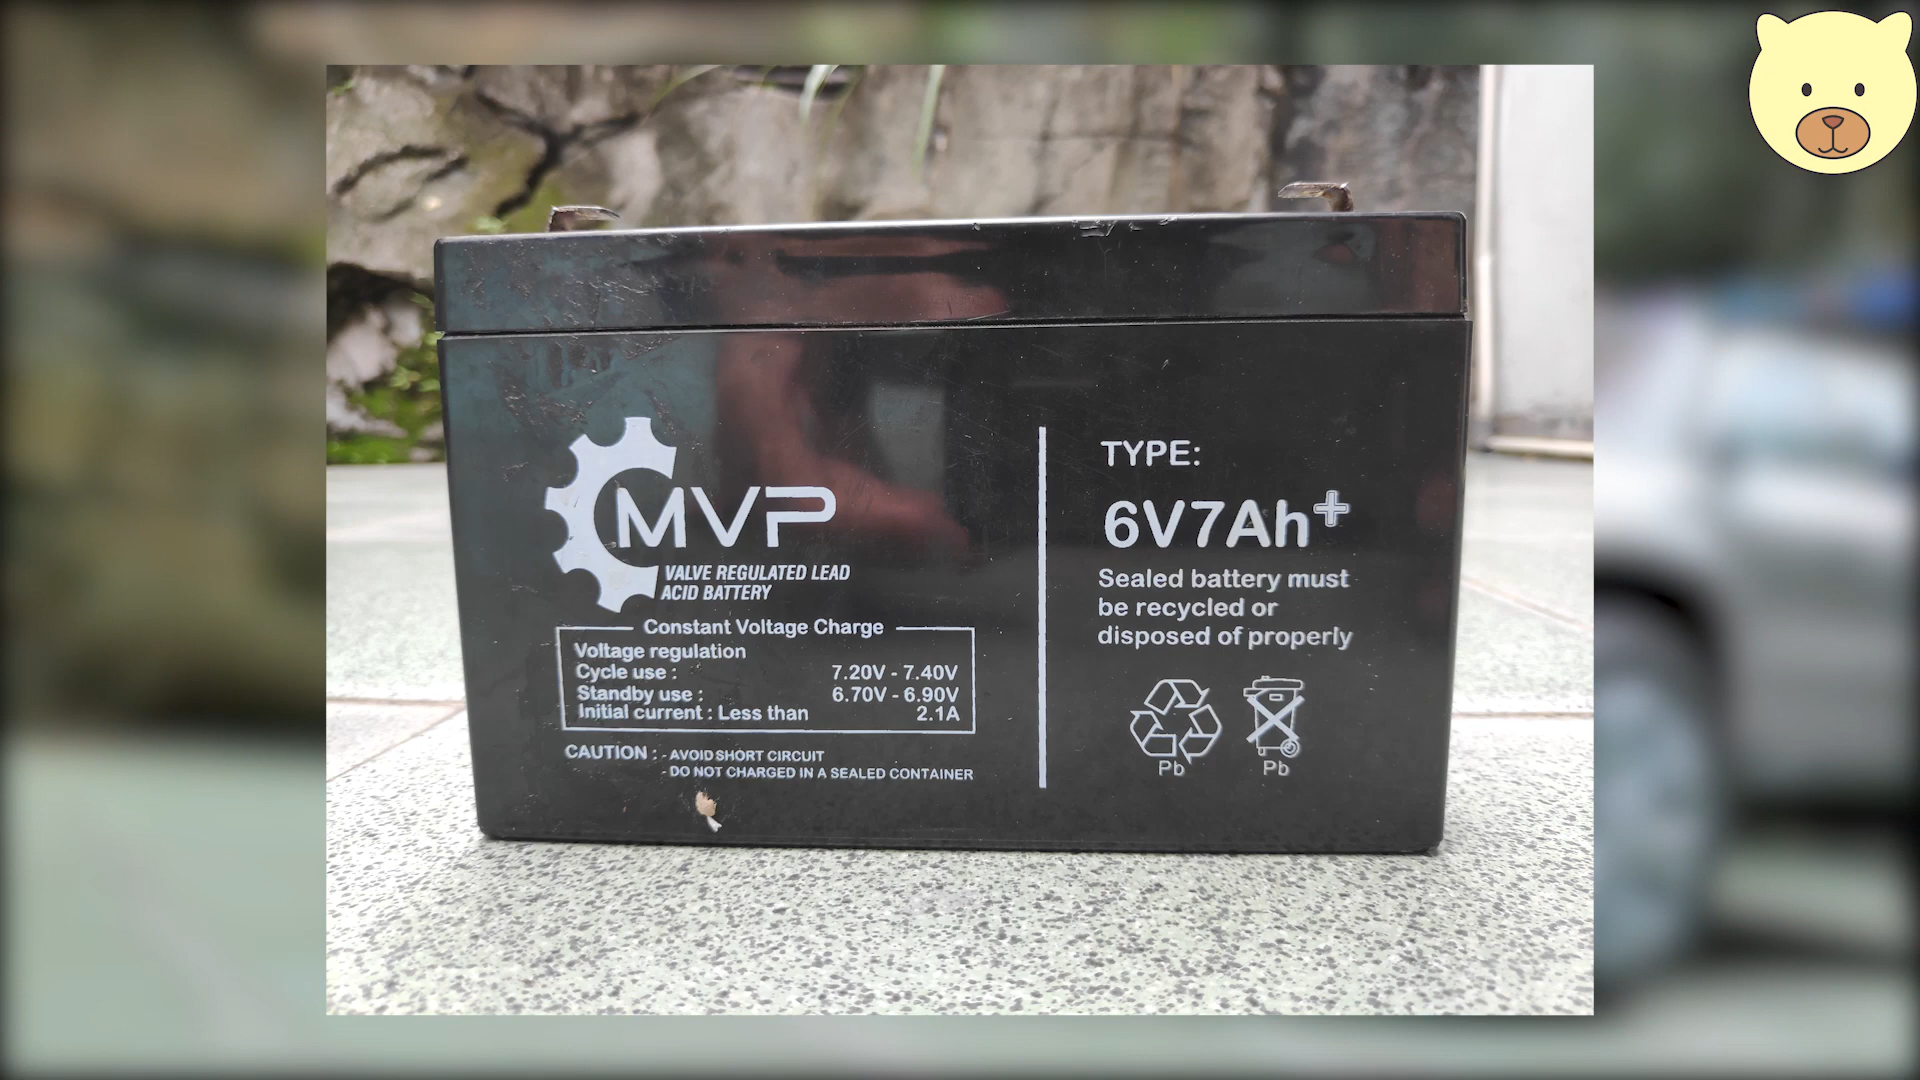 MVP
VALVE REGULATED LEAD
ACID BATTERY
Constant Voltage Charge
Voltage regulation
Cycle use : 7.20V - 7.40V
Standby use : 6.70V - 6.90V
Initial current : Less than 2.1A
CAUTION : - AVOID SHORT CIRCUIT
- DO NOT CHARGED IN A SEALED CONTAINER
TYPE:
6V7Ah+
Sealed battery must
be recycled or
disposed of properly
Pb Pb